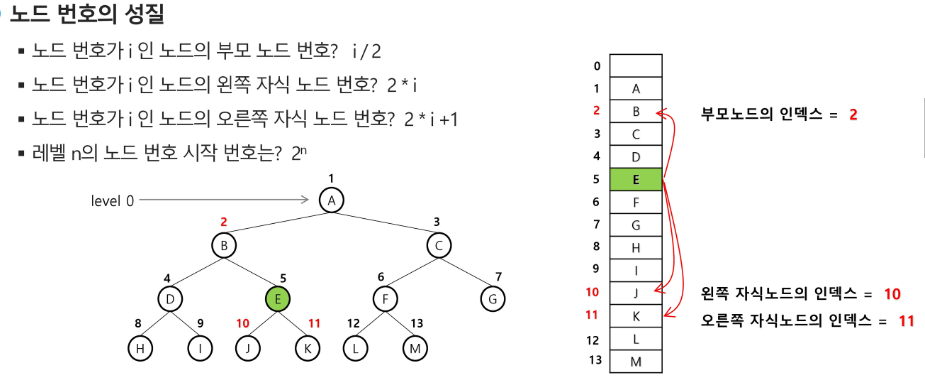 노드 번호의 성질
▪ 노드 번호가 i 인 노드의 부모 노드 번호? i / 2
▪ 노드 번호가 i 인 노드의 왼쪽 자식 노드 번호? 2 * i
▪ 노드 번호가 i 인 노드의 오른쪽 자식 노드 번호? 2 * i +1
▪ 레벨 n의 노드 번호 시작 번호는? 2ⁿ
level 0
1
A
2
3
B
C
4
5
6
7
D
E
F
G
8
9
10
11
12
13
H
I
J
K
L
M
0
1 A
2 B
3 C
4 D
5 E
6 F
7 G
8 H
9 I
10 J
11 K
12 L
13 M
부모노드의 인덱스 = 2
왼쪽 자식노드의 인덱스 = 10
오른쪽 자식노드의 인덱스 = 11